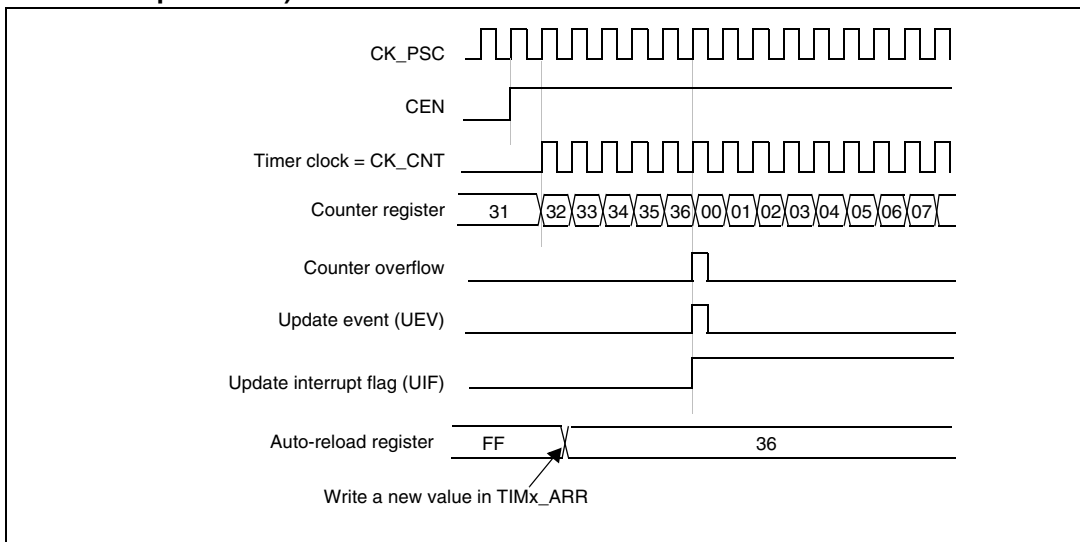 CK_PSC
CEN
Timer clock = CK_CNT
Counter register 31 32 33 34 35 36 00 01 02 03 04 05 06 07
Counter overflow
Update event (UEV)
Update interrupt flag (UIF)
Auto-reload register FF 36
Write a new value in TIMx_ARR